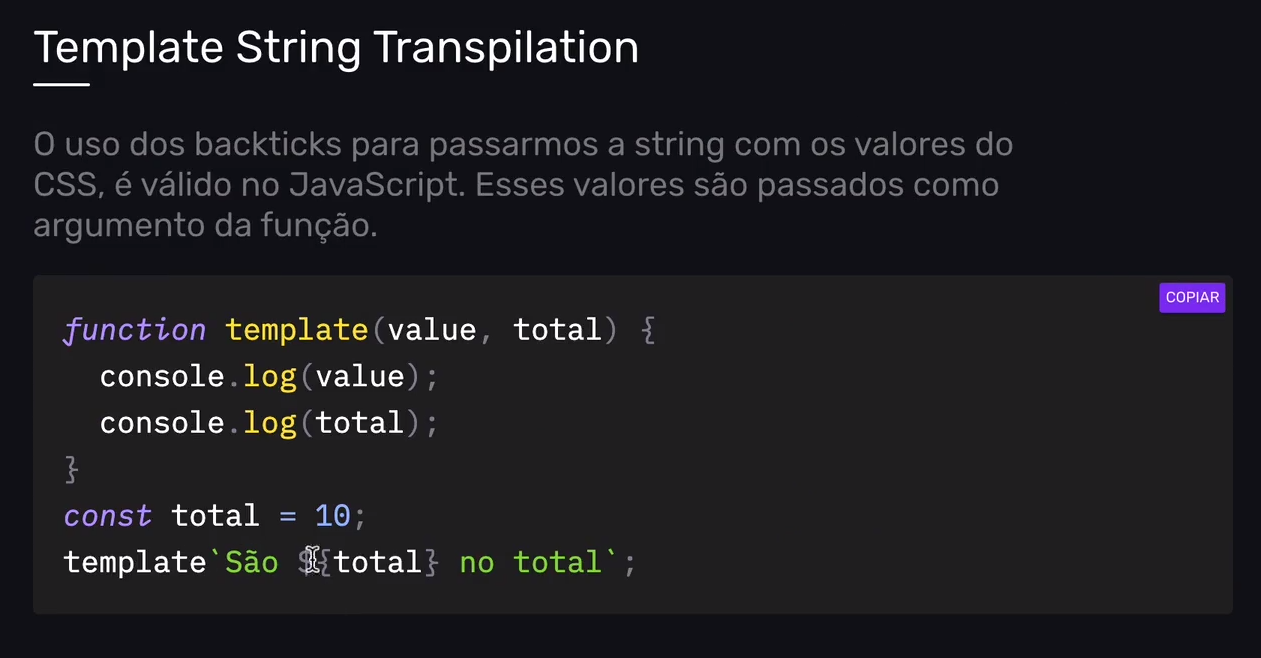 Template String Transpilation
O uso dos backticks para passarmos a string com os valores do
CSS, é válido no JavaScript. Esses valores são passados como
argumento da função.
COPIAR
function template(value, total) {
  console.log(value);
  console.log(total);
}
const total = 10;
template`São ${total} no total`;